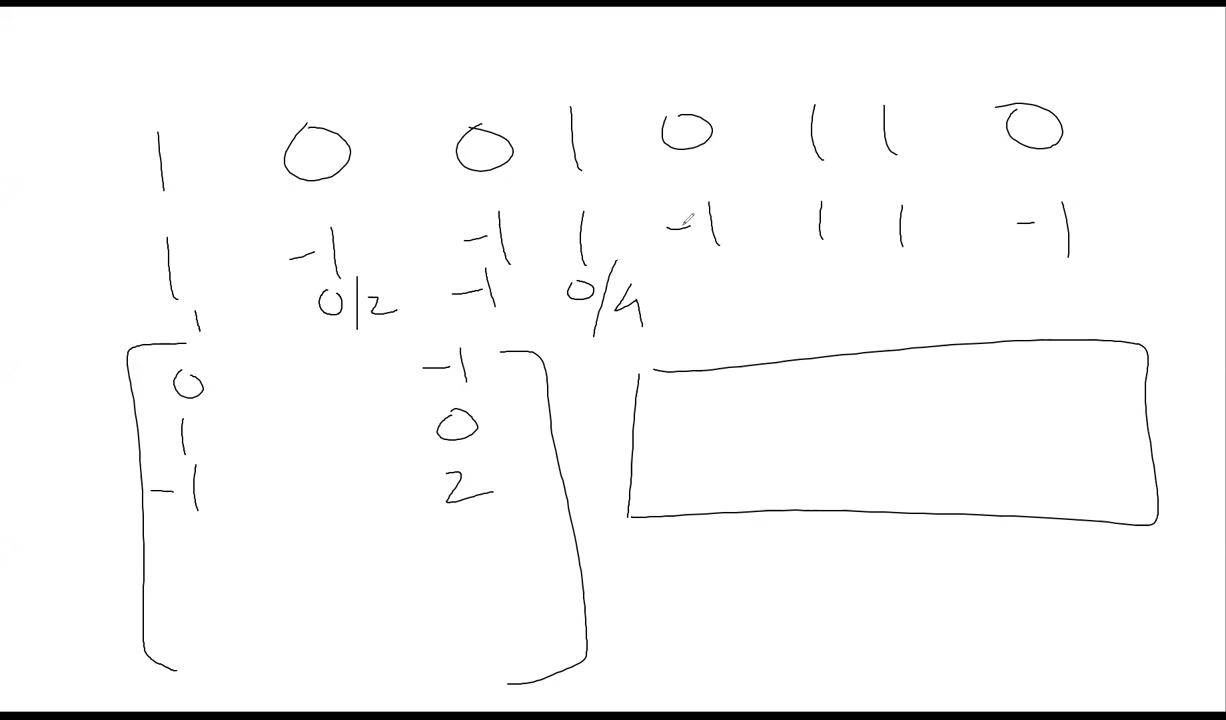 1 0 0 1 0 1 1 0
1 -1 -1 1 -1 1 1 -1
1 0/2 -1 0/4
0 -1
1 0
-1 2